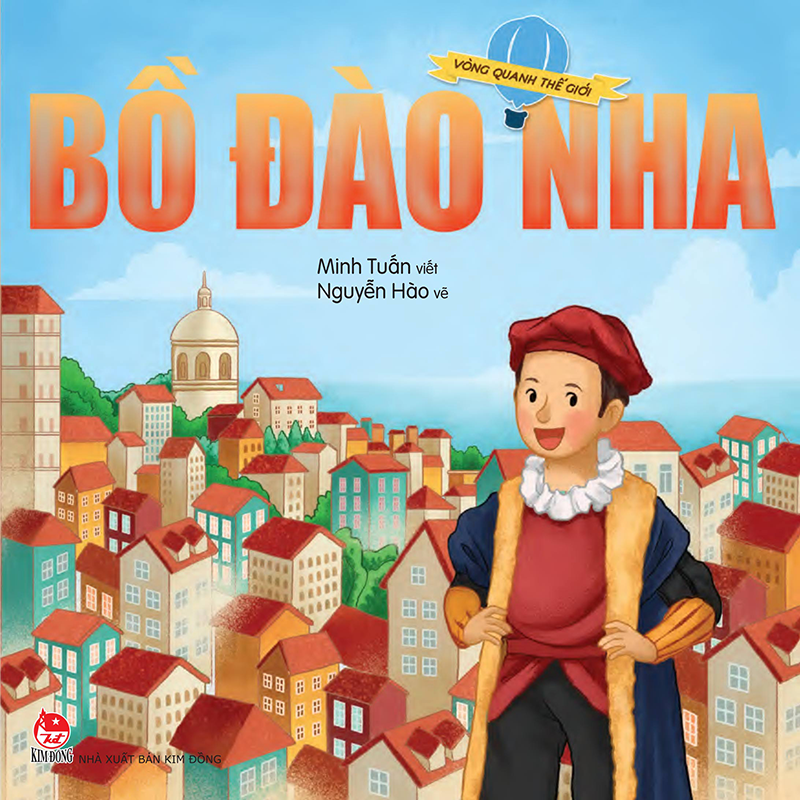 VÒNG QUANH THẾ GIỚI
BỒ ĐÀO NHA
Minh Tuấn viết
Nguyễn Hào vẽ
KIM ĐỒNG
NHÀ XUẤT BẢN KIM ĐỒNG